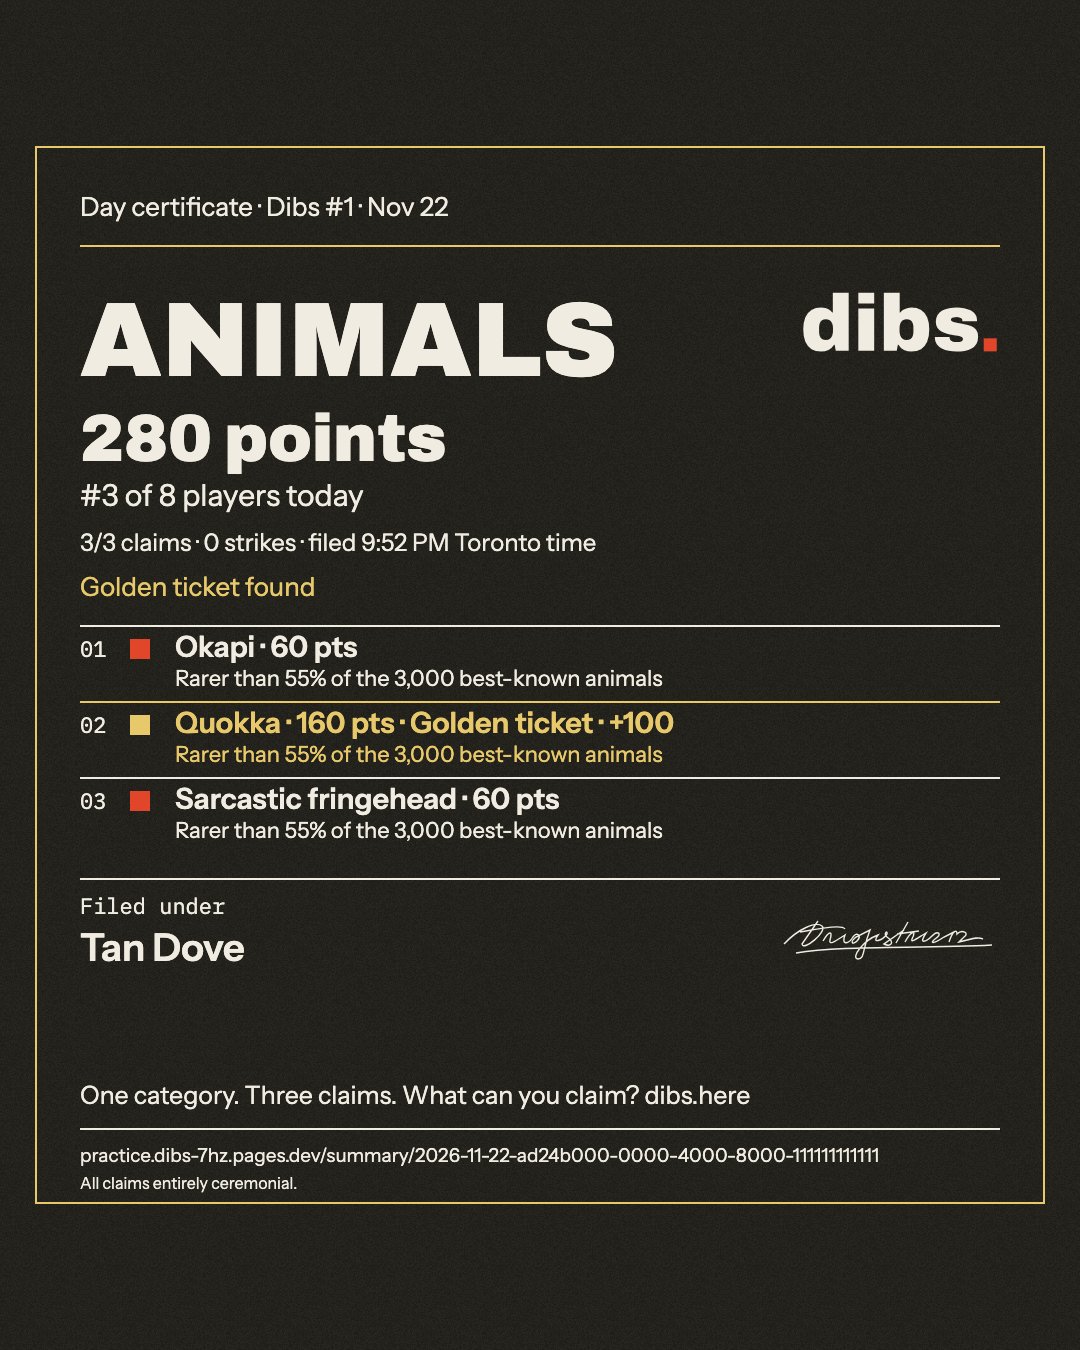 Day certificate · Dibs #1 · Nov 22
ANIMALS
dibs.
280 points
#3 of 8 players today
3/3 claims · 0 strikes · filed 9:52 PM Toronto time
Golden ticket found
01 Okapi · 60 pts
Rarer than 55% of the 3,000 best-known animals
02 Quokka · 160 pts · Golden ticket · +100
Rarer than 55% of the 3,000 best-known animals
03 Sarcastic fringehead · 60 pts
Rarer than 55% of the 3,000 best-known animals
Filed under
Tan Dove
One category. Three claims. What can you claim? dibs.here
practice.dibs-7hz.pages.dev/summary/2026-11-22-ad24b000-0000-4000-8000-111111111111
All claims entirely ceremonial.